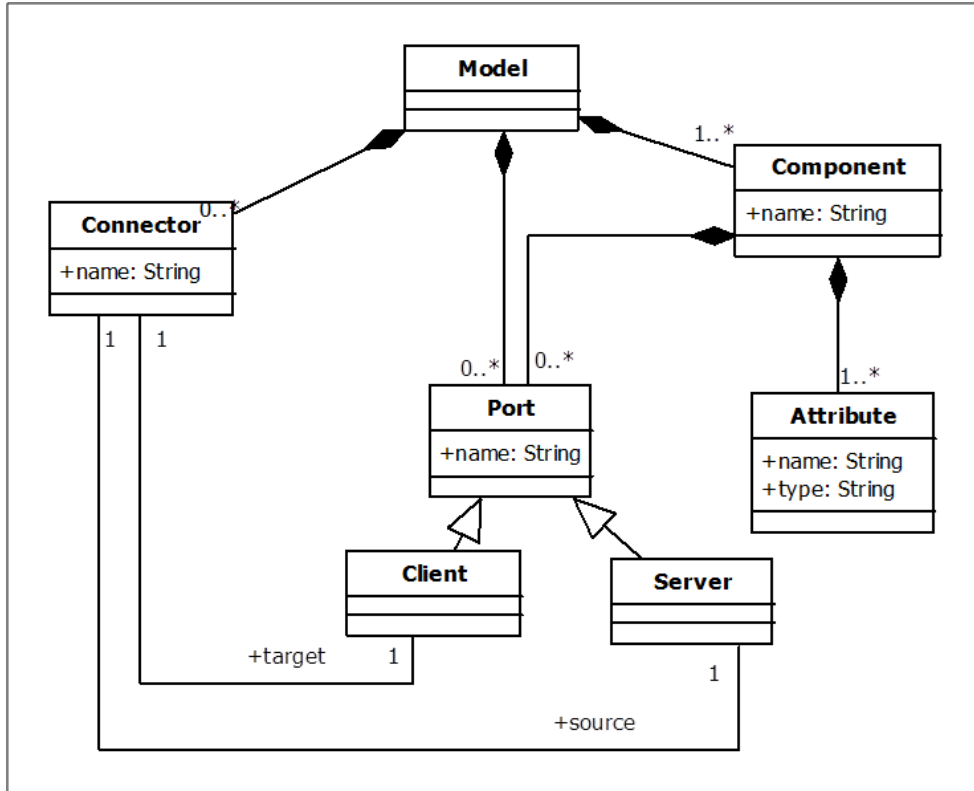 Model
1..*
Component
+name: String
0..*
Connector
+name: String
1
1
0..*
0..*
Port
+name: String
1..*
Attribute
+name: String
+type: String
Client
Server
+target
1
1
+source